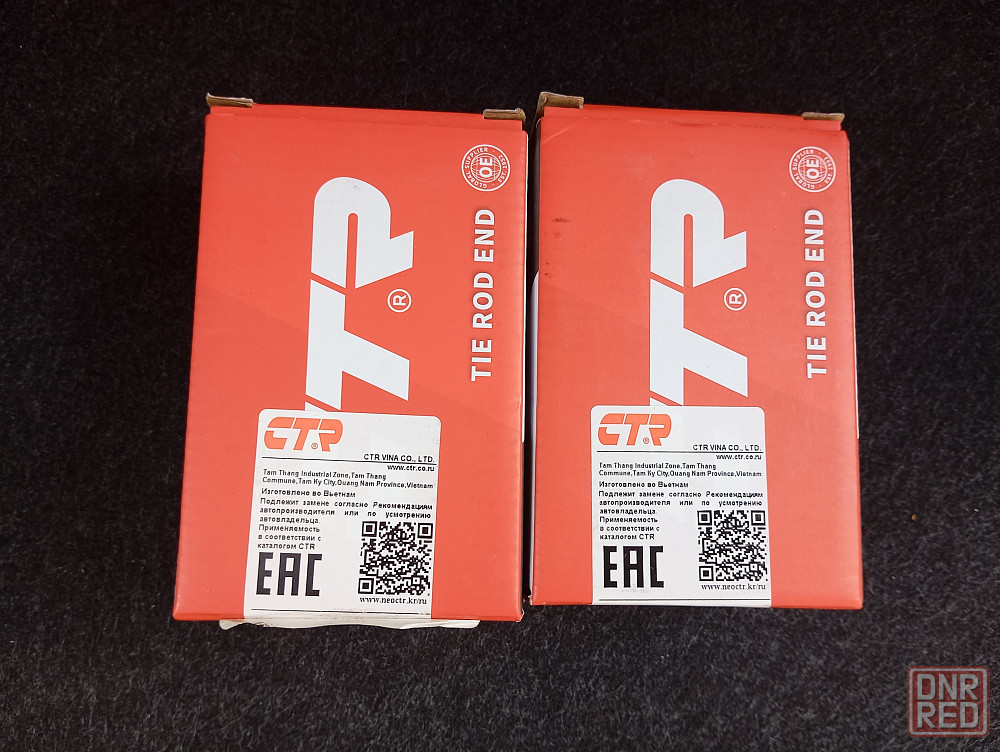 GLOBAL SUPPLIER · OE
TIE ROD END
CTR®
CTR®
CTR VINA CO., LTD.
www.ctr.co.ru
Tam Thang Industrial Zone,Tam Thang
Commune,Tam Ky City,Quang Nam Province,Vietnam
Изготовлено во Вьетнам
Подлежит замене согласно Рекомендациям
автопроизводителя или по усмотрению
автовладельца.
Применяемость
в соответствии с
каталогом CTR
EAC
www.neoctr.kr/ru
GLOBAL SUPPLIER · OE
TIE ROD END
CTR®
CTR®
CTR VINA CO., LTD.
www.ctr.co.ru
Tam Thang Industrial Zone,Tam Thang
Commune,Tam Ky City,Quang Nam Province,Vietnam
Изготовлено во Вьетнам
Подлежит замене согласно Рекомендациям
автопроизводителя или по усмотрению
автовладельца.
Применяемость
в соответствии с
каталогом CTR
EAC
www.neoctr.kr/ru
DNR
RED